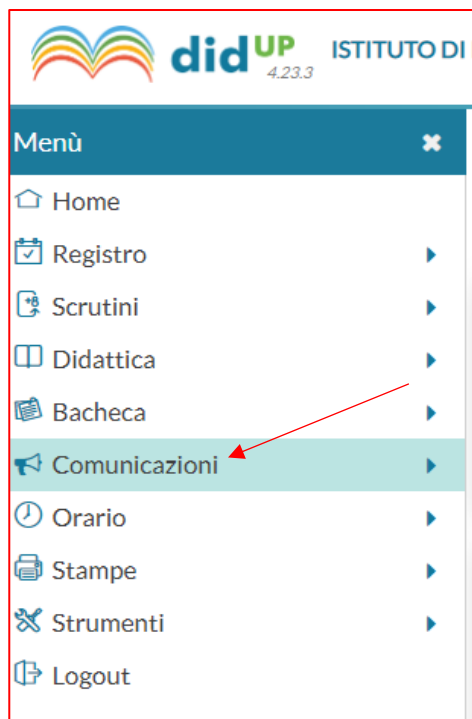 didUP ISTITUTO DI
4.23.3
Menù
Home
Registro
Scrutini
Didattica
Bacheca
Comunicazioni
Orario
Stampe
Strumenti
Logout